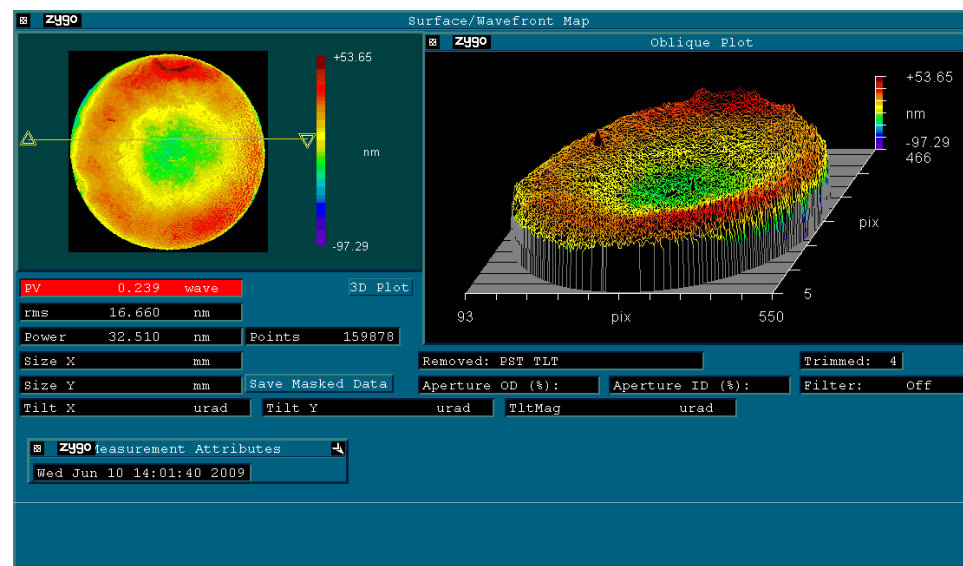 zygo Surface/Wavefront Map
+53.65
nm
-97.29
zygo Oblique Plot
+53.65
nm
-97.29
466
pix
5
93 pix 550
PV 0.239 wave 3D Plot
rms 16.660 nm
Power 32.510 nm Points 159878
Size X mm Removed: PST TLT Trimmed: 4
Size Y mm Save Masked Data Aperture OD (%): Aperture ID (%): Filter: Off
Tilt X urad Tilt Y urad TltMag urad
zygo Measurement Attributes
Wed Jun 10 14:01:40 2009